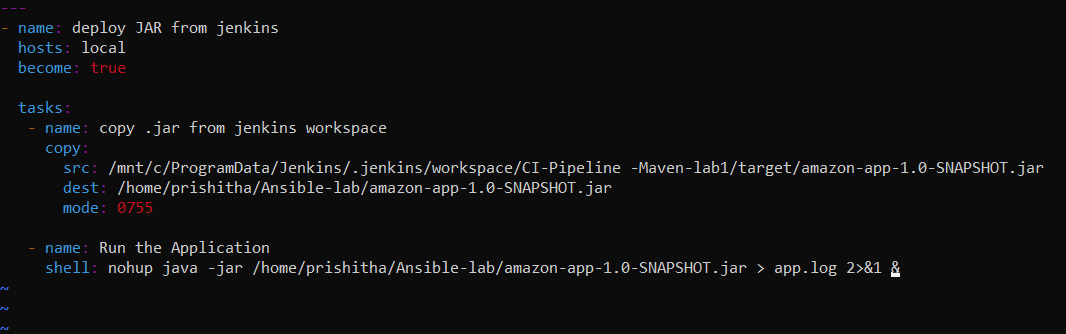 ---
- name: deploy JAR from jenkins
  hosts: local
  become: true

  tasks:
   - name: copy .jar from jenkins workspace
     copy:
       src: /mnt/c/ProgramData/Jenkins/.jenkins/workspace/CI-Pipeline -Maven-lab1/target/amazon-app-1.0-SNAPSHOT.jar
       dest: /home/prishitha/Ansible-lab/amazon-app-1.0-SNAPSHOT.jar
       mode: 0755

   - name: Run the Application
     shell: nohup java -jar /home/prishitha/Ansible-lab/amazon-app-1.0-SNAPSHOT.jar > app.log 2>&1 &
~
~
~